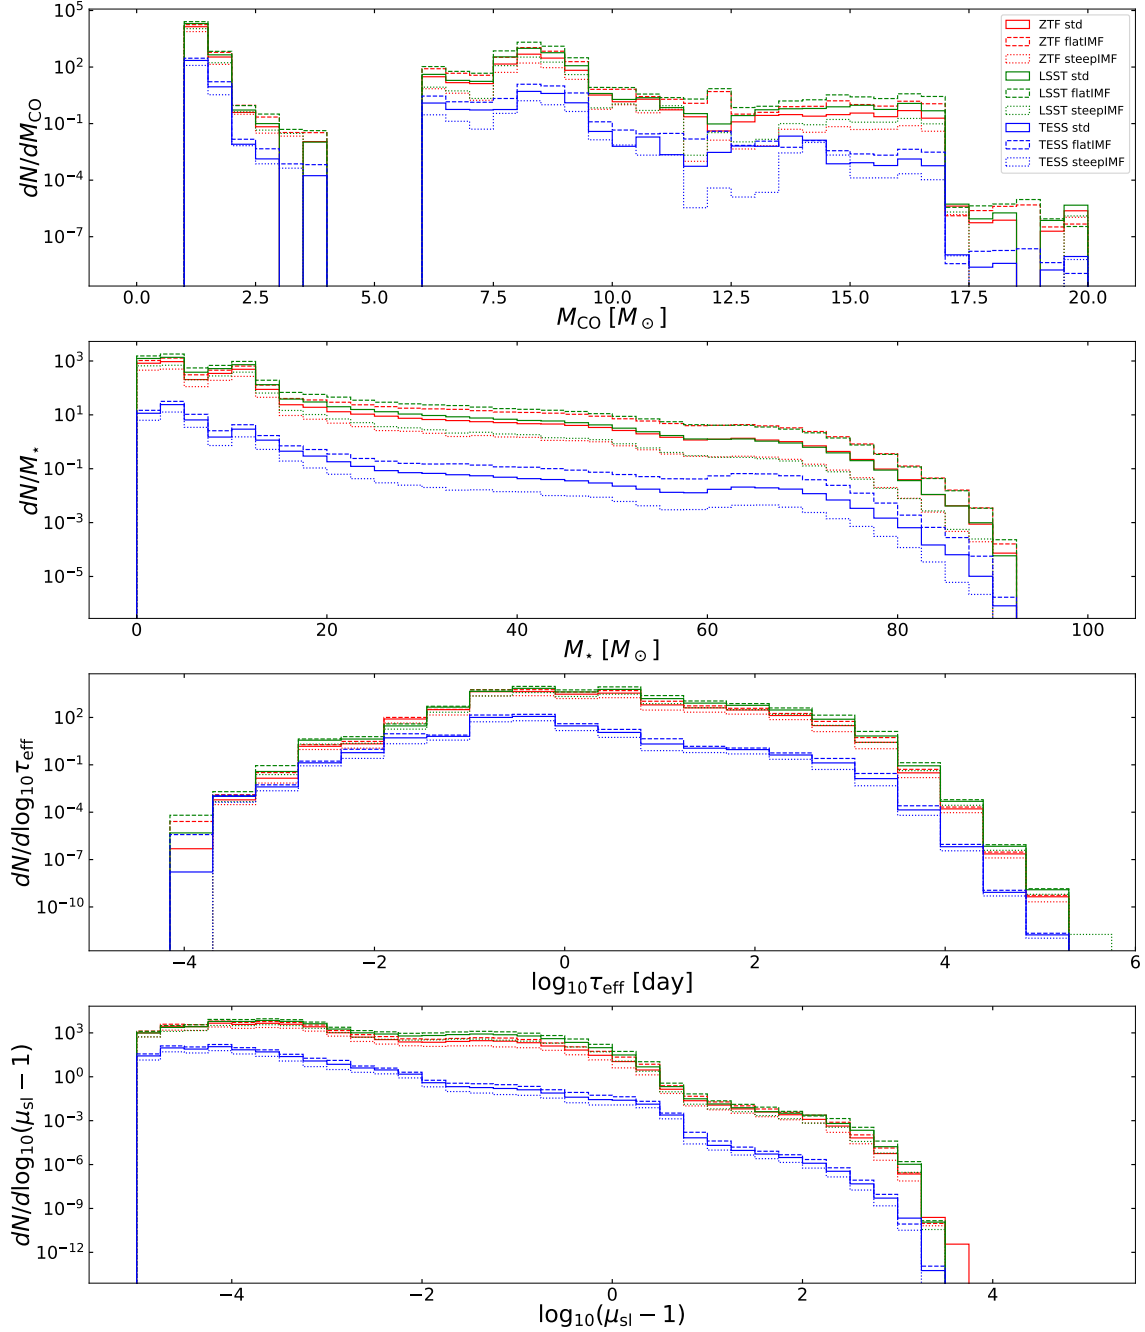 10^5
10^2
10^−1
10^−4
10^−7
dN/dM_CO
ZTF std
ZTF flatIMF
ZTF steepIMF
LSST std
LSST flatIMF
LSST steepIMF
TESS std
TESS flatIMF
TESS steepIMF
0.0 2.5 5.0 7.5 10.0 12.5 15.0 17.5 20.0
M_CO [M_⊙]
10^3
10^1
10^−1
10^−3
10^−5
dN/M_⋆
0 20 40 60 80 100
M_⋆ [M_⊙]
10^2
10^−1
10^−4
10^−7
10^−10
dN/dlog_10 τ_eff
−4 −2 0 2 4 6
log_10 τ_eff [day]
10^3
10^0
10^−3
10^−6
10^−9
10^−12
dN/dlog_10(μ_sl − 1)
−4 −2 0 2 4
log_10(μ_sl − 1)